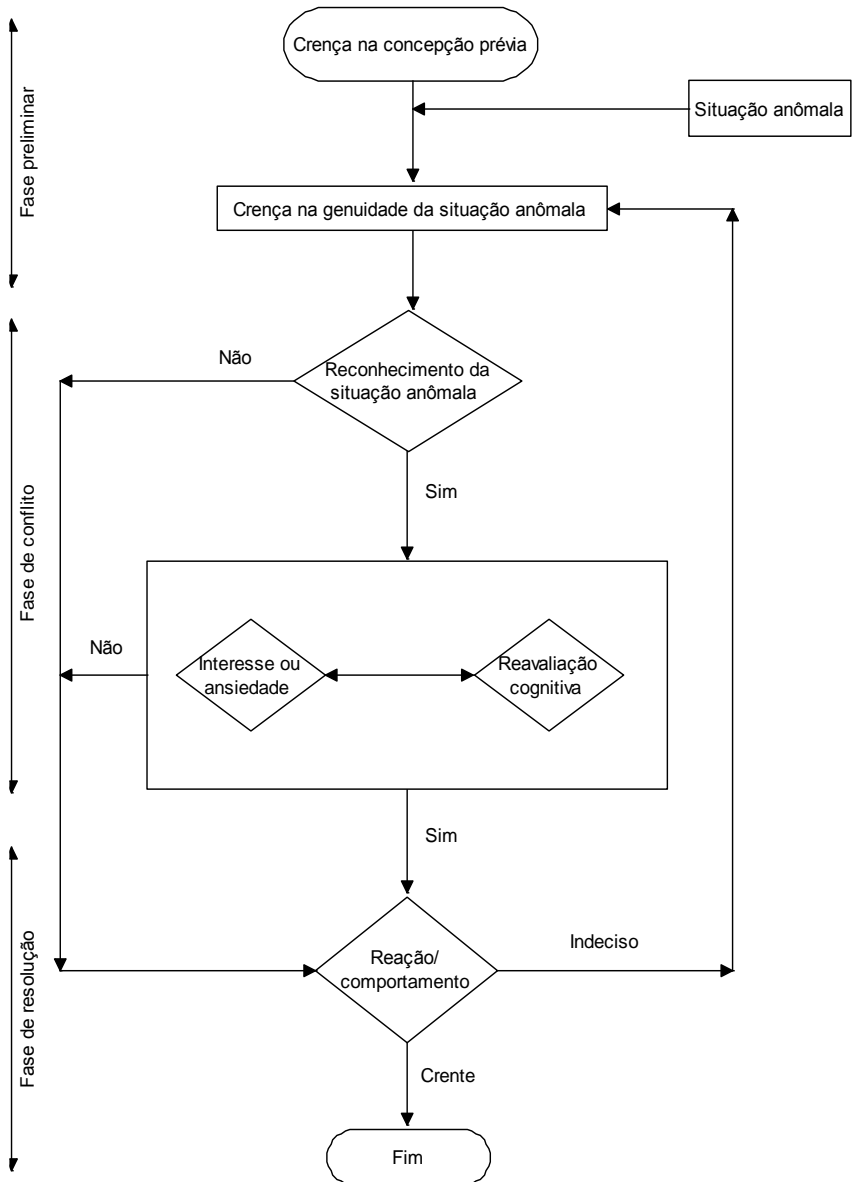 Crença na concepção prévia
Situação anômala
Fase preliminar
Crença na genuidade da situação anômala
Não
Reconhecimento da
situação anômala
Sim
Fase de conflito
Não
Interesse ou
ansiedade
Reavaliação
cognitiva
Sim
Fase de resolução
Reação/
comportamento
Indeciso
Crente
Fim